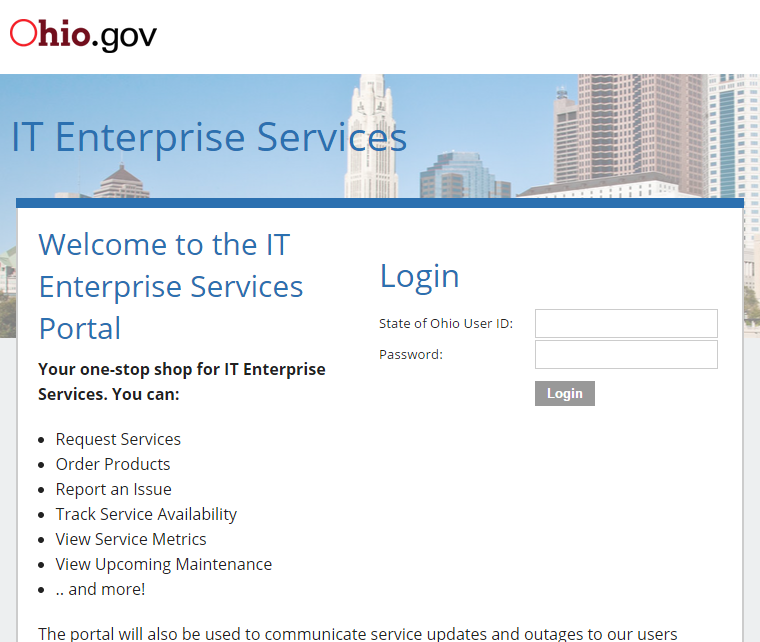 Ohio.gov
IT Enterprise Services
Welcome to the IT
Enterprise Services
Portal
Your one-stop shop for IT Enterprise
Services. You can:
Request Services
Order Products
Report an Issue
Track Service Availability
View Service Metrics
View Upcoming Maintenance
.. and more!
Login
State of Ohio User ID:
Password:
Login
The portal will also be used to communicate service updates and outages to our users